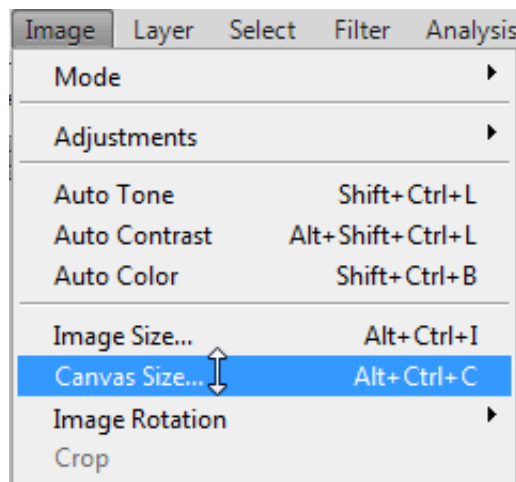 Image Layer Select Filter Analysis
Mode
Adjustments
Auto Tone Shift+Ctrl+L
Auto Contrast Alt+Shift+Ctrl+L
Auto Color Shift+Ctrl+B
Image Size... Alt+Ctrl+I
Canvas Size... Alt+Ctrl+C
Image Rotation
Crop